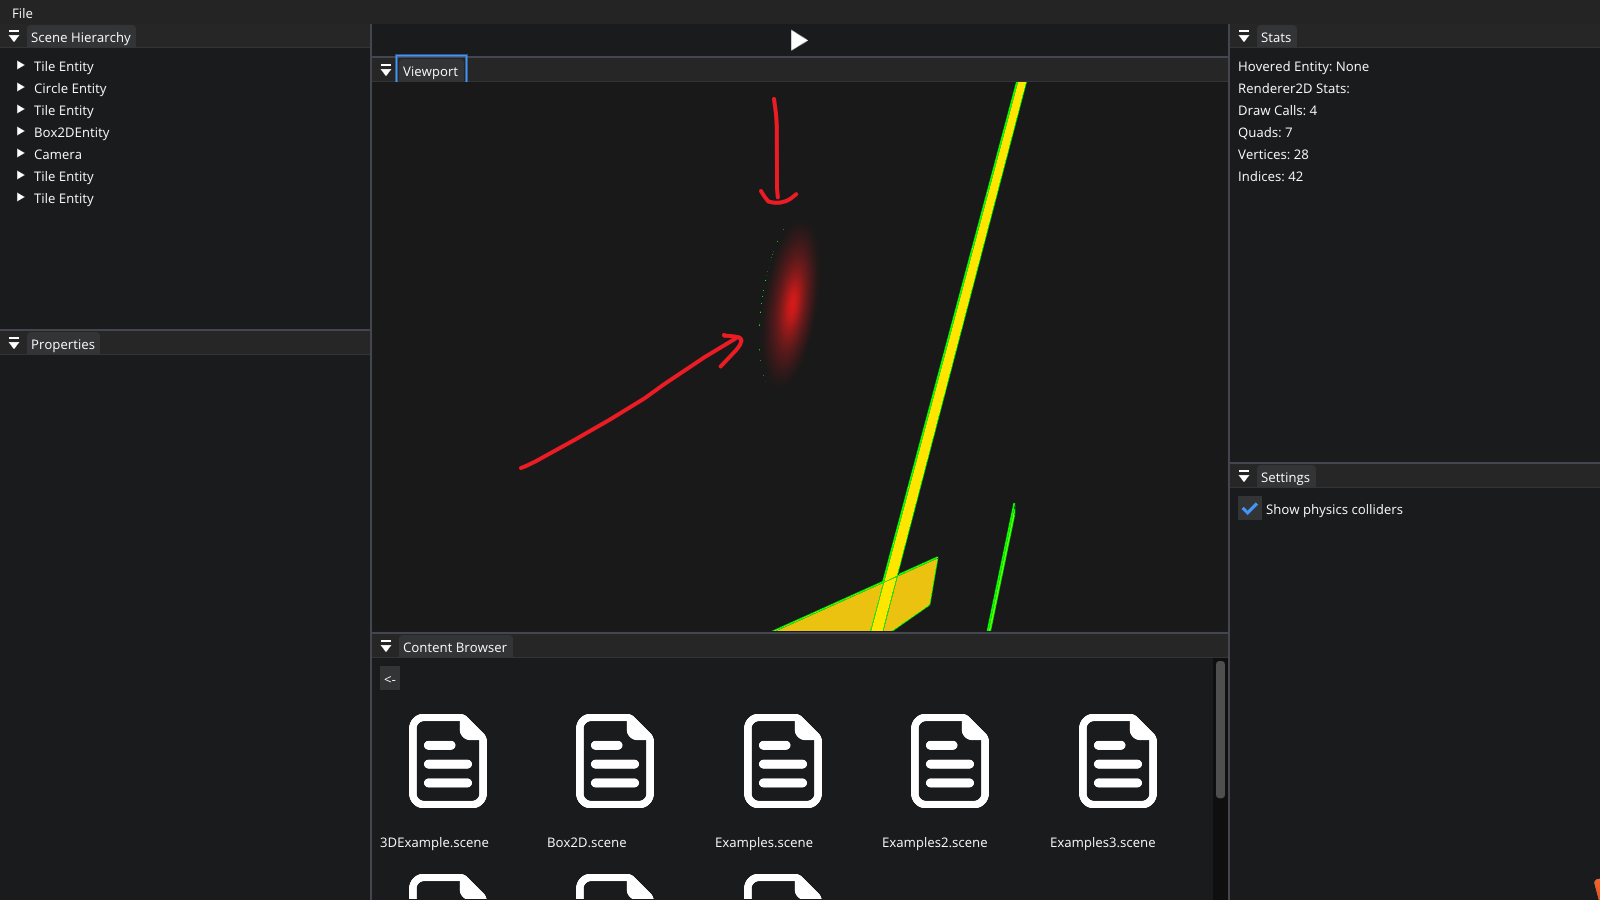 File
Scene Hierarchy
Tile Entity
Circle Entity
Tile Entity
Box2DEntity
Camera
Tile Entity
Tile Entity
Properties
Viewport
Content Browser
<-
3DExample.scene
Box2D.scene
Examples.scene
Examples2.scene
Examples3.scene
Stats
Hovered Entity: None
Renderer2D Stats:
Draw Calls: 4
Quads: 7
Vertices: 28
Indices: 42
Settings
Show physics colliders